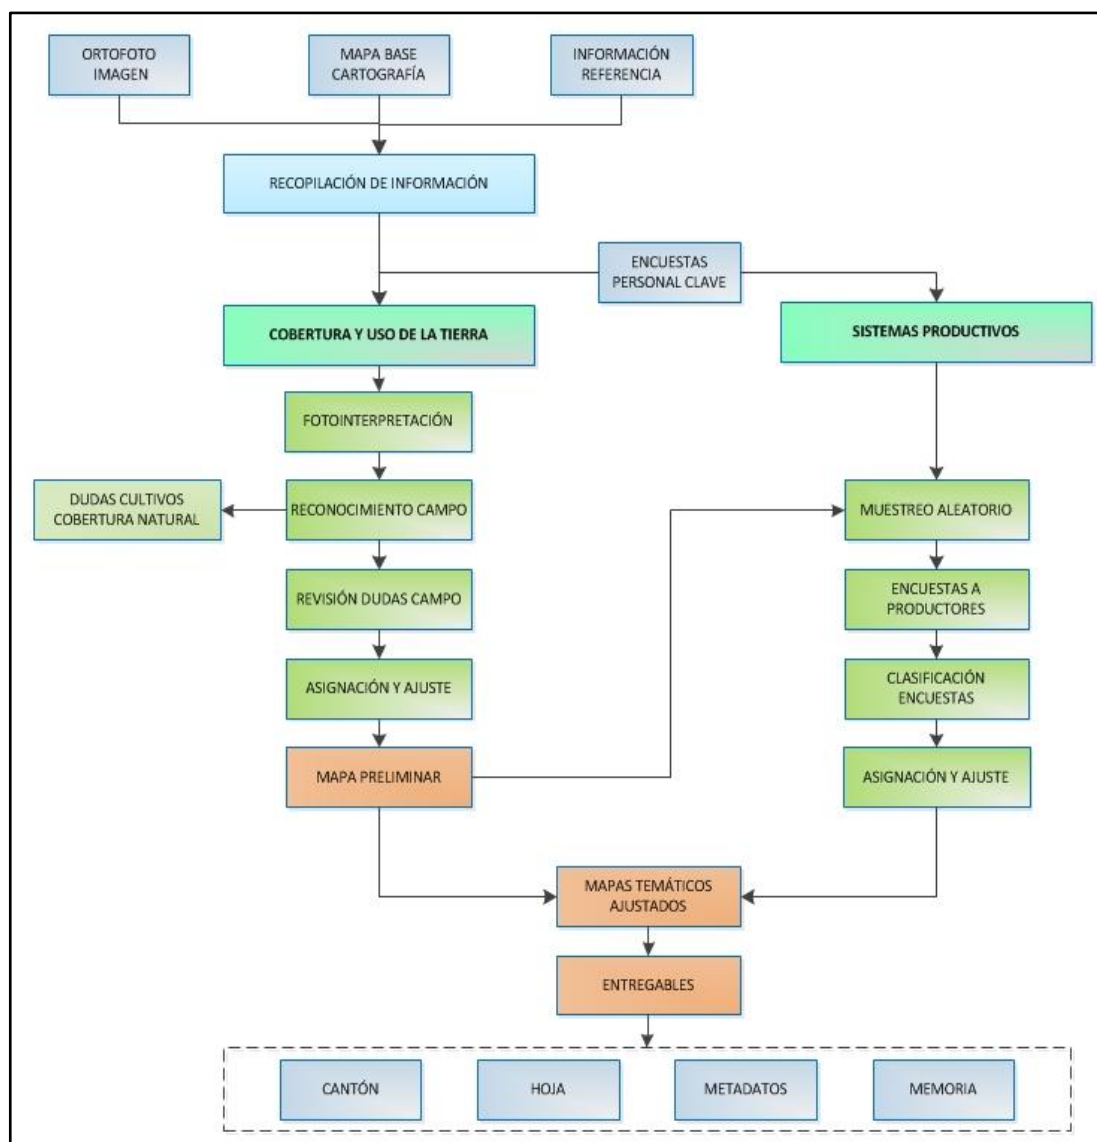 ORTOFOTO
IMAGEN
MAPA BASE
CARTOGRAFÍA
INFORMACIÓN
REFERENCIA
RECOPILACIÓN DE INFORMACIÓN
ENCUESTAS
PERSONAL CLAVE
COBERTURA Y USO DE LA TIERRA
SISTEMAS PRODUCTIVOS
FOTOINTERPRETACIÓN
DUDAS CULTIVOS
COBERTURA NATURAL
RECONOCIMIENTO CAMPO
MUESTREO ALEATORIO
REVISIÓN DUDAS CAMPO
ENCUESTAS A
PRODUCTORES
ASIGNACIÓN Y AJUSTE
CLASIFICACIÓN
ENCUESTAS
MAPA PRELIMINAR
ASIGNACIÓN Y AJUSTE
MAPAS TEMÁTICOS
AJUSTADOS
ENTREGABLES
CANTÓN
HOJA
METADATOS
MEMORIA